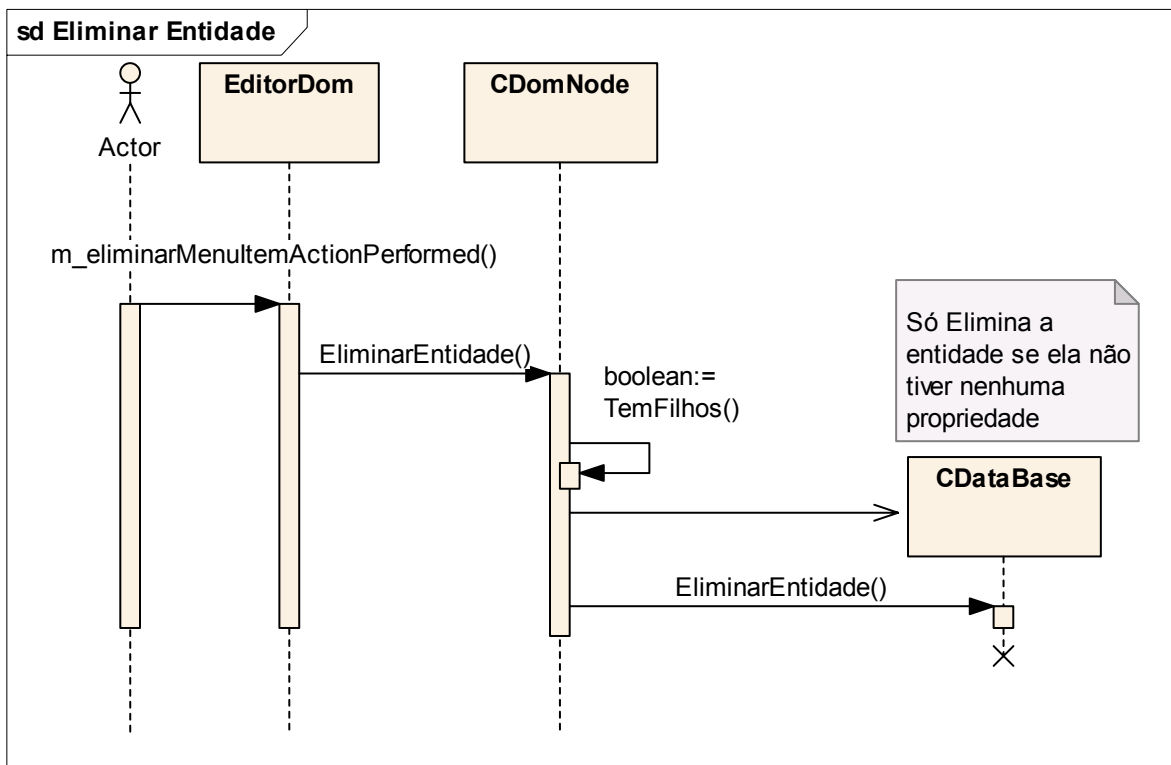 sd Eliminar Entidade
EditorDom
CDomNode
Actor
m_eliminarMenuItemActionPerformed()
EliminarEntidade()
boolean:=
TemFilhos()
Só Elimina a
entidade se ela não
tiver nenhuma
propriedade
CDataBase
EliminarEntidade()